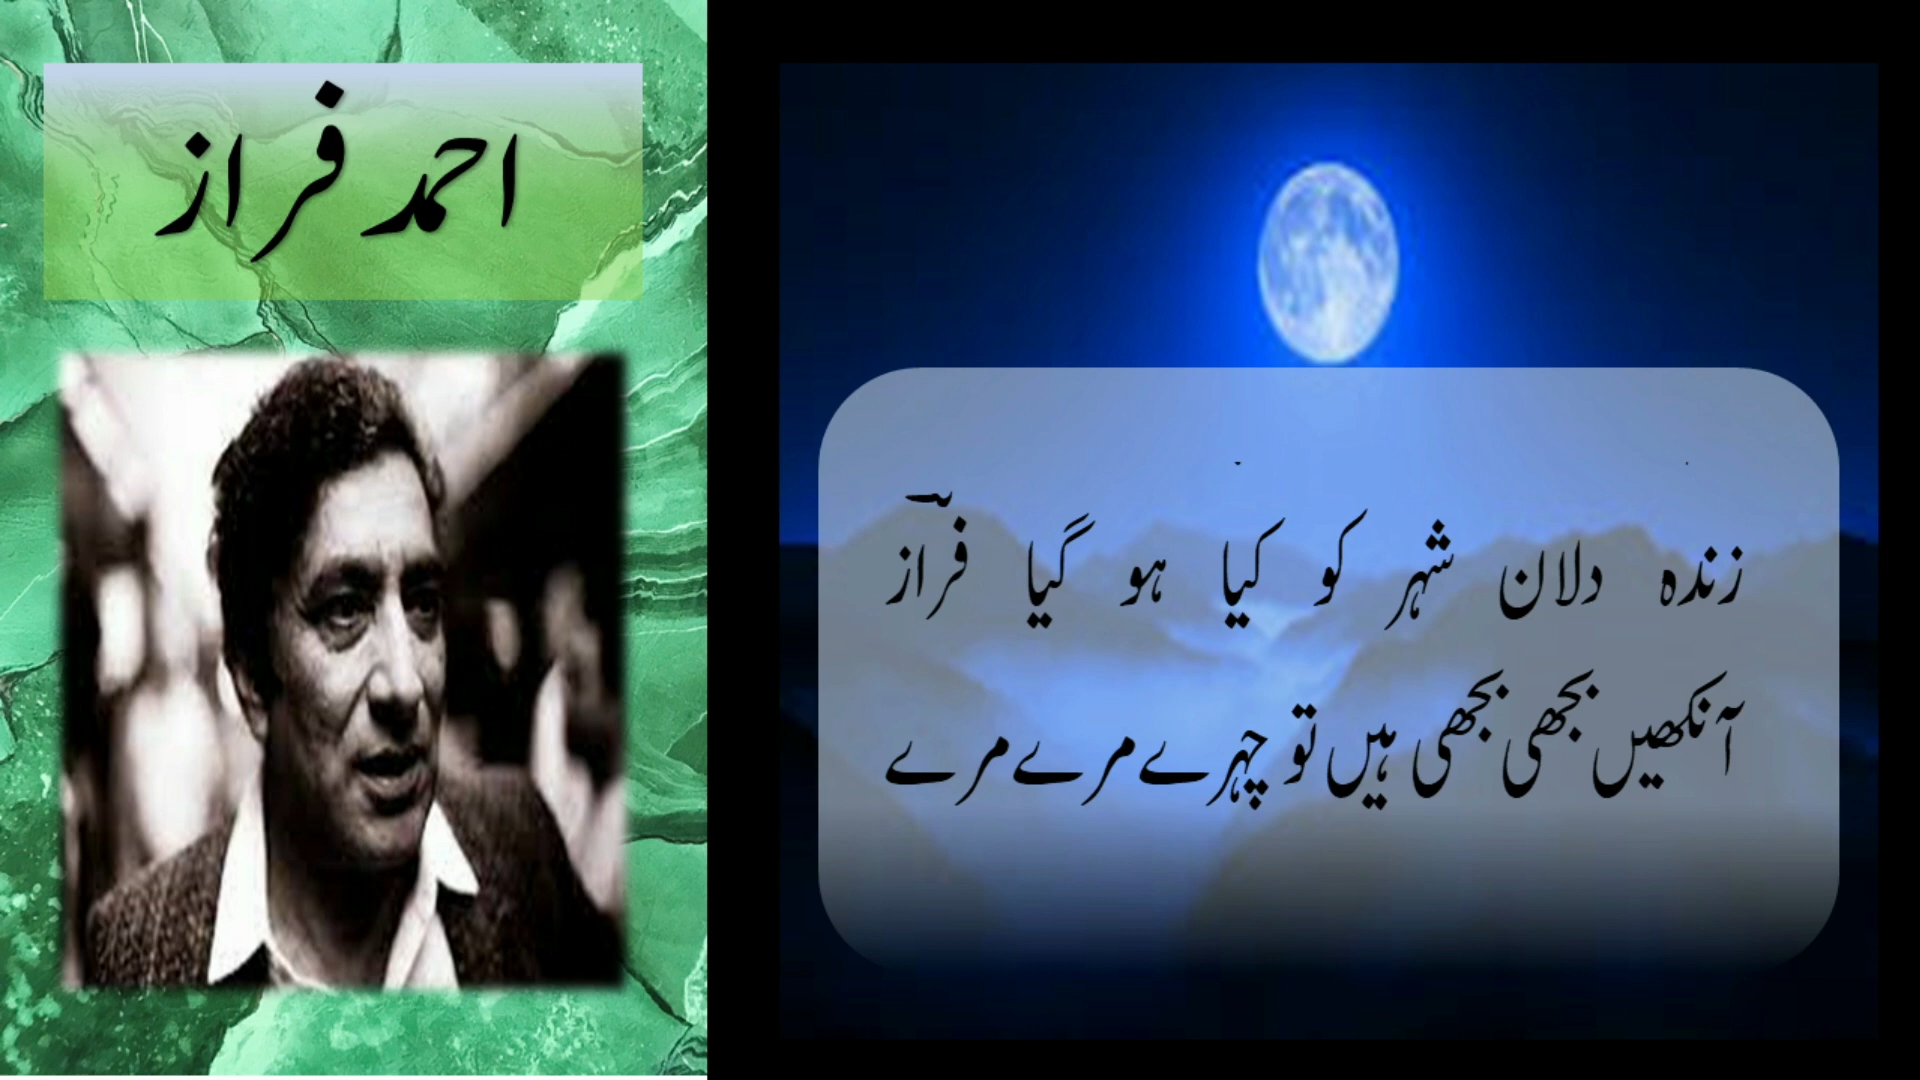 احمد فراز
زندہ دلان شہر کو کیا ہو گیا فرازؔ
آنکھیں بجھی بجھی ہیں تو چہرے مرے مرے